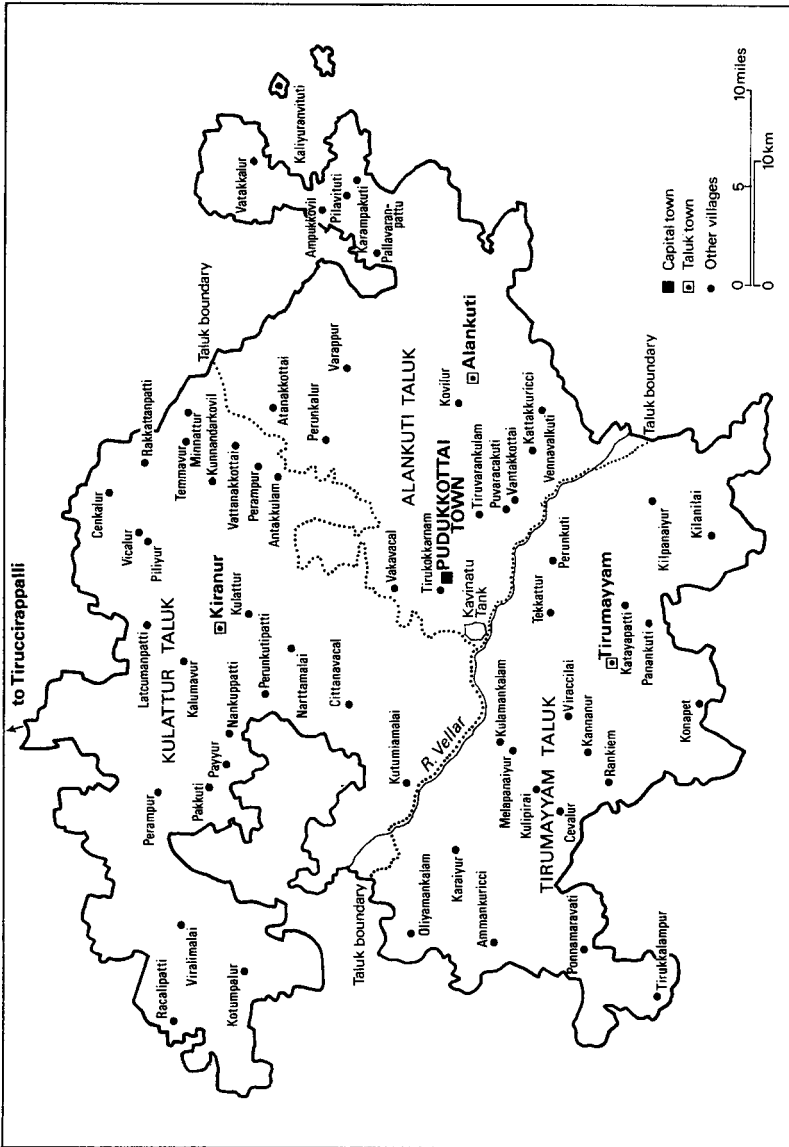 to Tiruccirappalli
Racalipatti
Viralimalai
Kotumpalur
Perampur
Pakkuti
Payyur
Nankuppatti
KULATTUR TALUK
Latcumanpatti
Kalumavur
Kiranur
Kulattur
Perunkutipatti
Narttamalai
Cittanavacal
Cenkalur
Vicalur
Piliyur
Rakkattanpatti
Temmavur
Minnattur
Kunnandarkovil
Vattanakkottai
Perampur
Antakkulam
Taluk boundary
Atanakkottai
Perunkalur
Varappur
Vatakkalur
Kaliyuranvituti
Ampukkovil
Pilavituti
Karampakuti
Pallavaran-
pattu
ALANKUTI TALUK
Alankuti
Kovilur
Vakavacal
Tirukokkarnam
PUDUKKOTTAI
TOWN
Tiruvarankulam
Puvaracakuti
Vantakkottai
Kattakkuricci
Vennavalkuti
Kavinatu
Tank
Kutumiamalai
R. Vellar
Taluk boundary
Oliyamankalam
Karaiyur
Ammankuricci
Kulamankalam
Melapanaiyur
Kulipirai
Cevalur
TIRUMAYYAM TALUK
Viraccilai
Kannanur
Rankiem
Ponnamaravati
Tirukkalampur
Tekkattur
Perunkuti
Tirumayyam
Katayapatti
Panankuti
Konapet
Kilpanaiyur
Kilanilai
Taluk boundary
Capital town
Taluk town
Other villages
0 5 10 miles
0 10 km